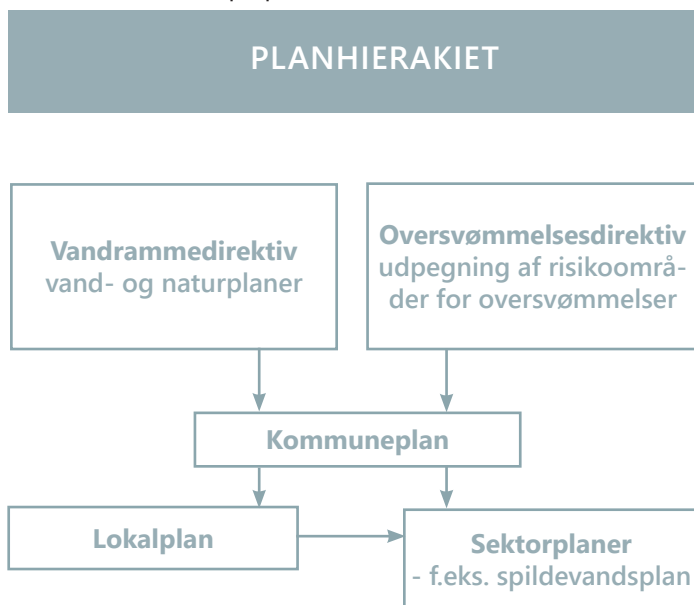 PLANHIERAKIET
Vandrammedirektiv
vand- og naturplaner
Oversvømmelsesdirektiv
udpegning af risikoområ-
der for oversvømmelser
Kommuneplan
Lokalplan
Sektorplaner
- f.eks. spildevandsplan